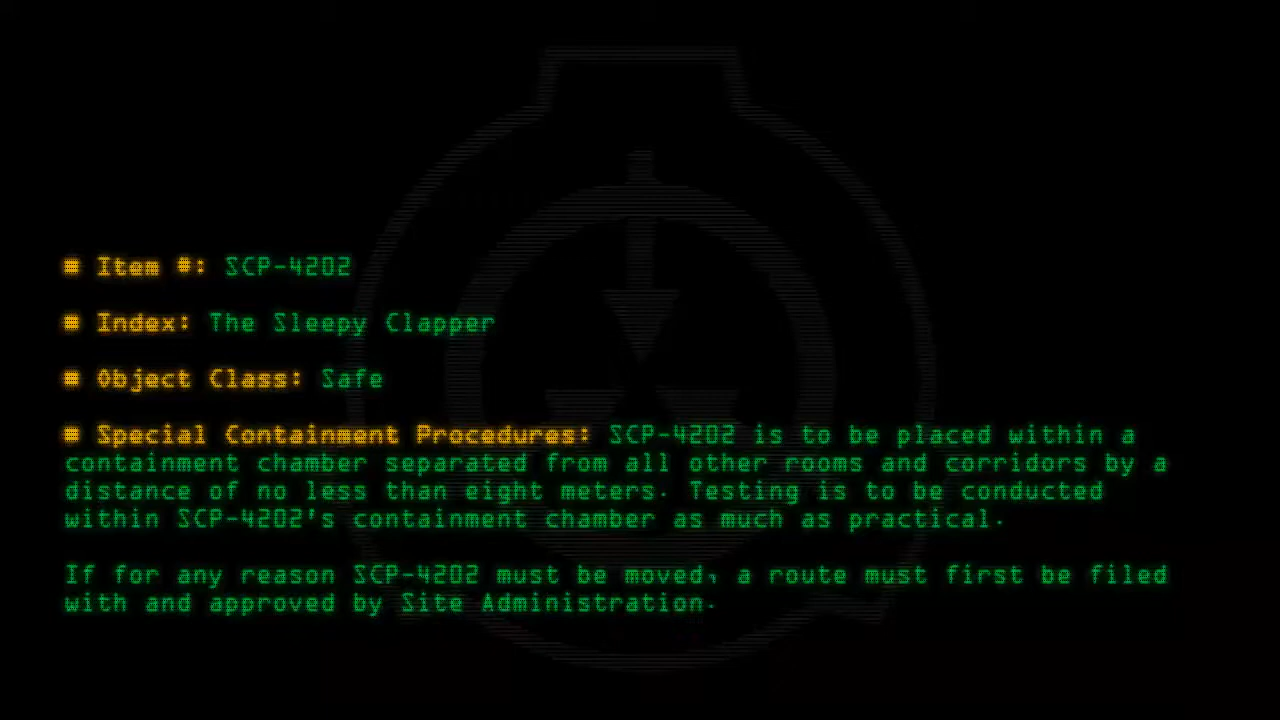 ■ Item #: SCP-4202
■ Index: The Sleepy Clapper
■ Object Class: Safe
■ Special Containment Procedures: SCP-4202 is to be placed within a
containment chamber separated from all other rooms and corridors by a
distance of no less than eight meters. Testing is to be conducted
within SCP-4202's containment chamber as much as practical.
If for any reason SCP-4202 must be moved, a route must first be filed
with and approved by Site Administration.